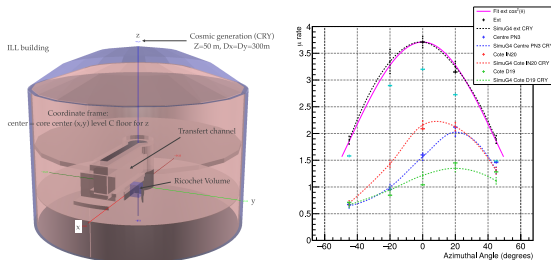 ILL building
z
Cosmic generation (CRY)
Z=50 m, Dx=Dy=300m
Coordinate frame:
center = core center (x,y) level C floor for z
Transfert channel
Ricochet Volume
y
x
μ rate
4
3.5
3
2.5
2
1.5
1
0.5
0
−60
−40
−20
0
20
40
60
Azimuthal Angle (degrees)
Fit ext cos²(θ)
Ext
SimuG4 ext CRY
Centre PN3
SimuG4 Centre PN3 CRY
Cote IN20
SimuG4 Cote IN20 CRY
Cote D19
SimuG4 Cote D19 CRY